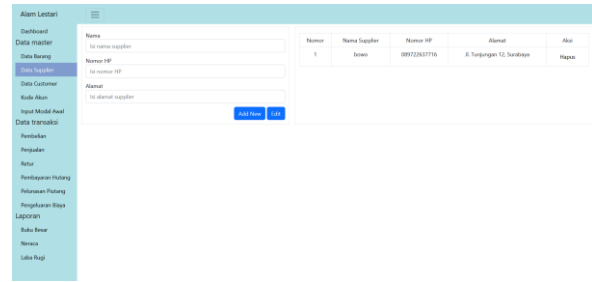 Alam Lestari
Dashboard
Data master
Data Barang
Data Supplier
Data Customer
Kode Akun
Input Modal Awal
Data transaksi
Pembelian
Penjualan
Retur
Pembayaran Hutang
Pelunasan Piutang
Pengeluaran Biaya
Laporan
Buku Besar
Neraca
Laba Rugi
Nama
Isi nama supplier
Nomor HP
Isi nomor HP
Alamat
Isi alamat supplier
Add New Edit
Nomor Nama Supplier Nomor HP Alamat Aksi
1 bowo 089722637716 Jl. Tunjungan 12, Surabaya Hapus